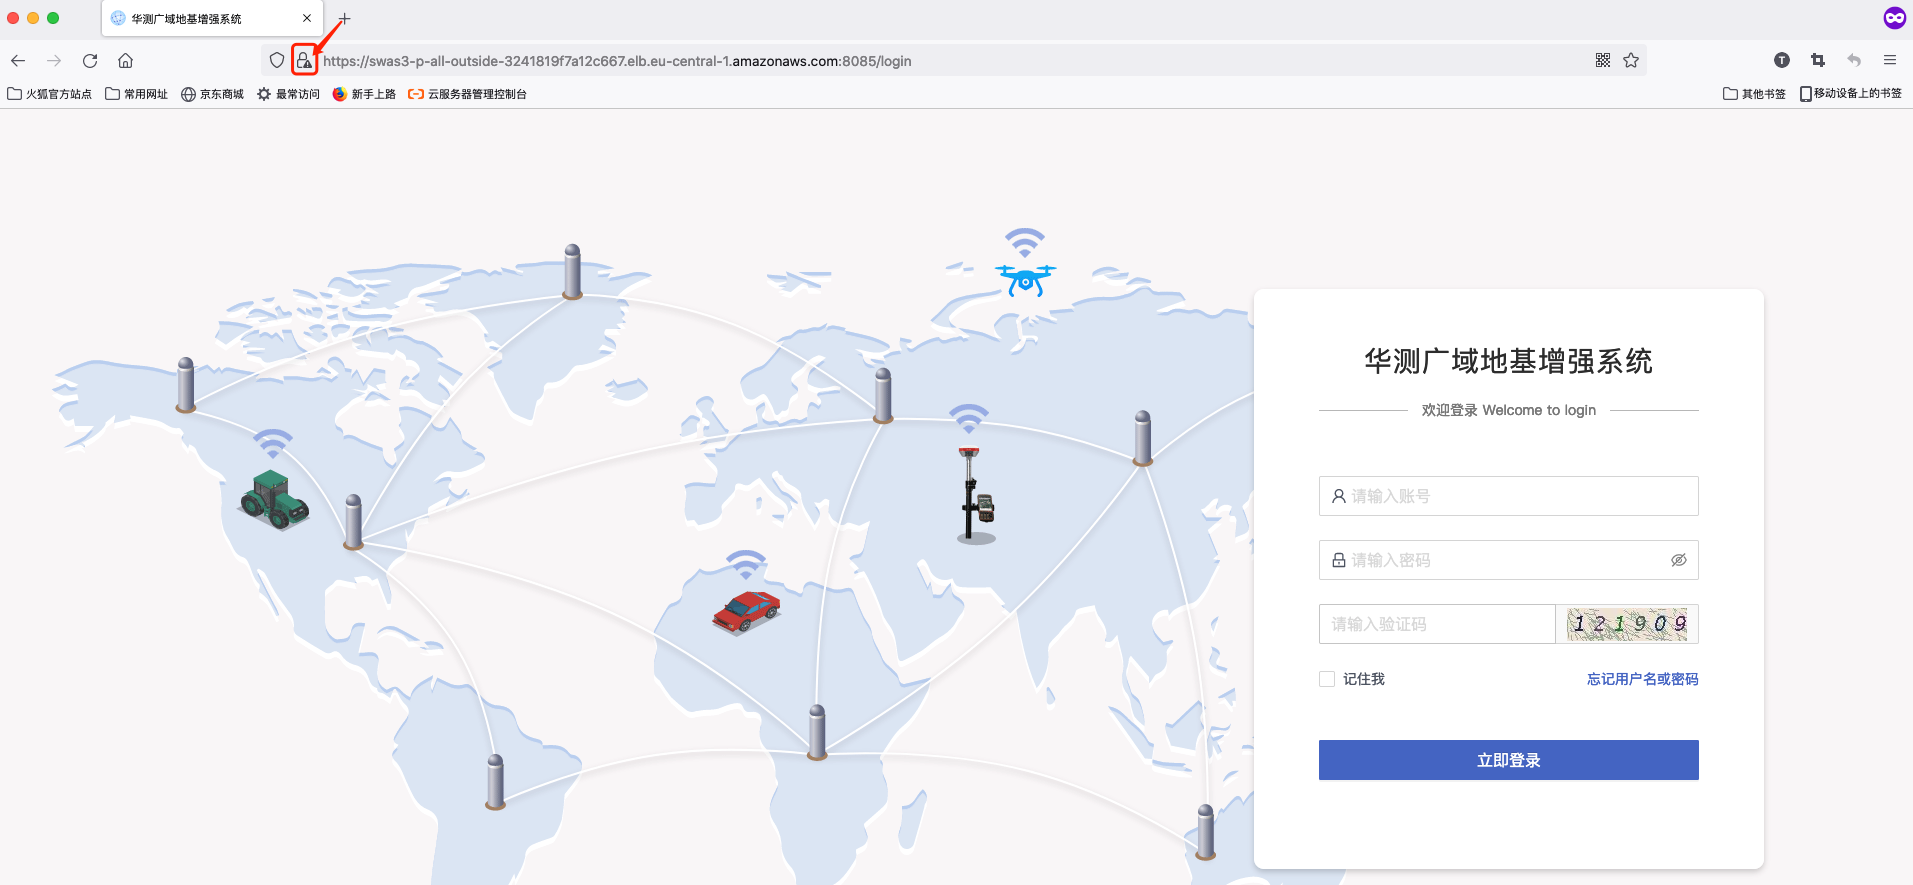 华测广域地基增强系统
https://swas3-p-all-outside-3241819f7a12c667.elb.eu-central-1.amazonaws.com:8085/login
T
火狐官方站点 常用网址 京东商城 最常访问 新手上路 云服务器管理控制台 其他书签 移动设备上的书签
华测广域地基增强系统
欢迎登录 Welcome to login
请输入账号
请输入密码
请输入验证码 121909
记住我 忘记用户名或密码
立即登录